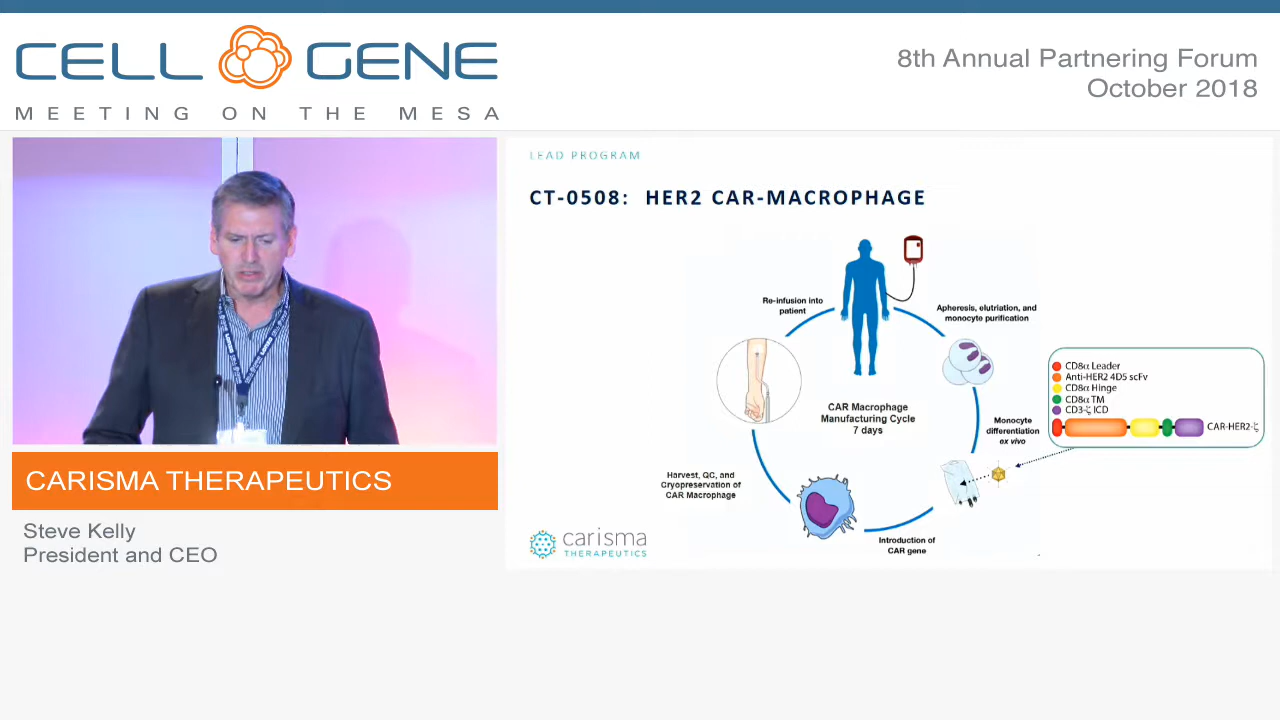 CELL GENE
MEETING ON THE MESA
8th Annual Partnering Forum
October 2018
LEAD PROGRAM
CT-0508: HER2 CAR-MACROPHAGE
Re-infusion into
patient
Apheresis, elutriation, and
monocyte purification
CAR Macrophage
Manufacturing Cycle
7 days
Monocyte
differentiation
ex vivo
CD8α Leader
Anti-HER2 4D5 scFv
CD8α Hinge
CD8α TM
CD3-ζ ICD
CAR-HER2-ζ
Harvest, QC, and
Cryopreservation of
CAR Macrophage
Introduction of
CAR gene
carisma
THERAPEUTICS
CARISMA THERAPEUTICS
Steve Kelly
President and CEO